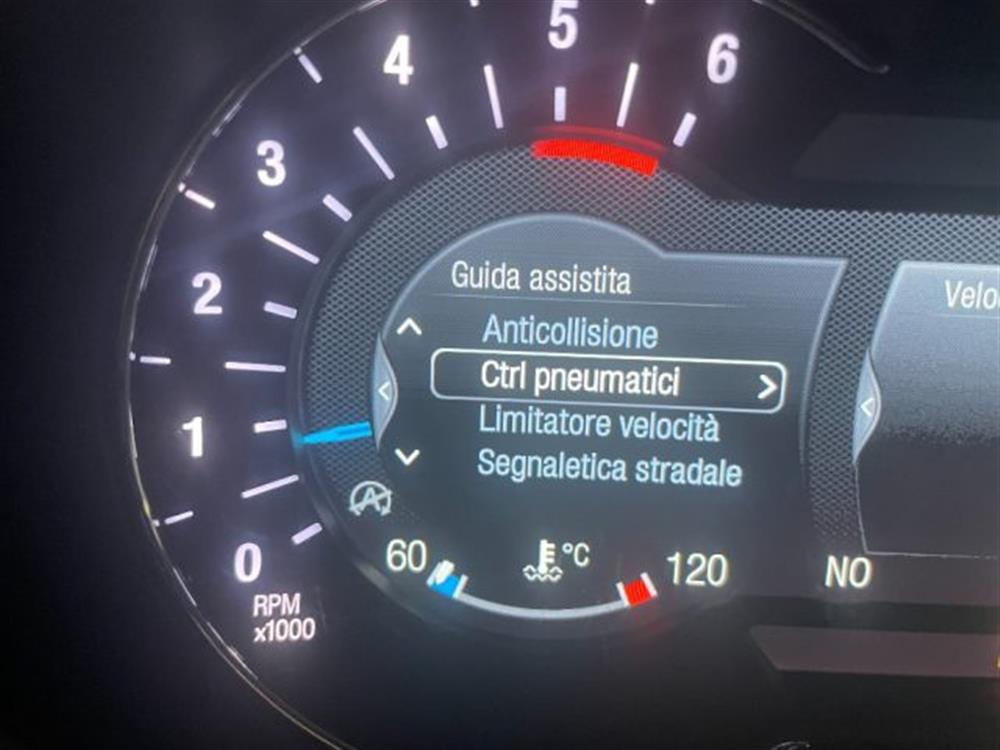 5
4
6
3
2
1
0
RPM
x1000
Guida assistita
Anticollisione
Ctrl pneumatici
Limitatore velocità
Segnaletica stradale
A
60
°C
120
NO